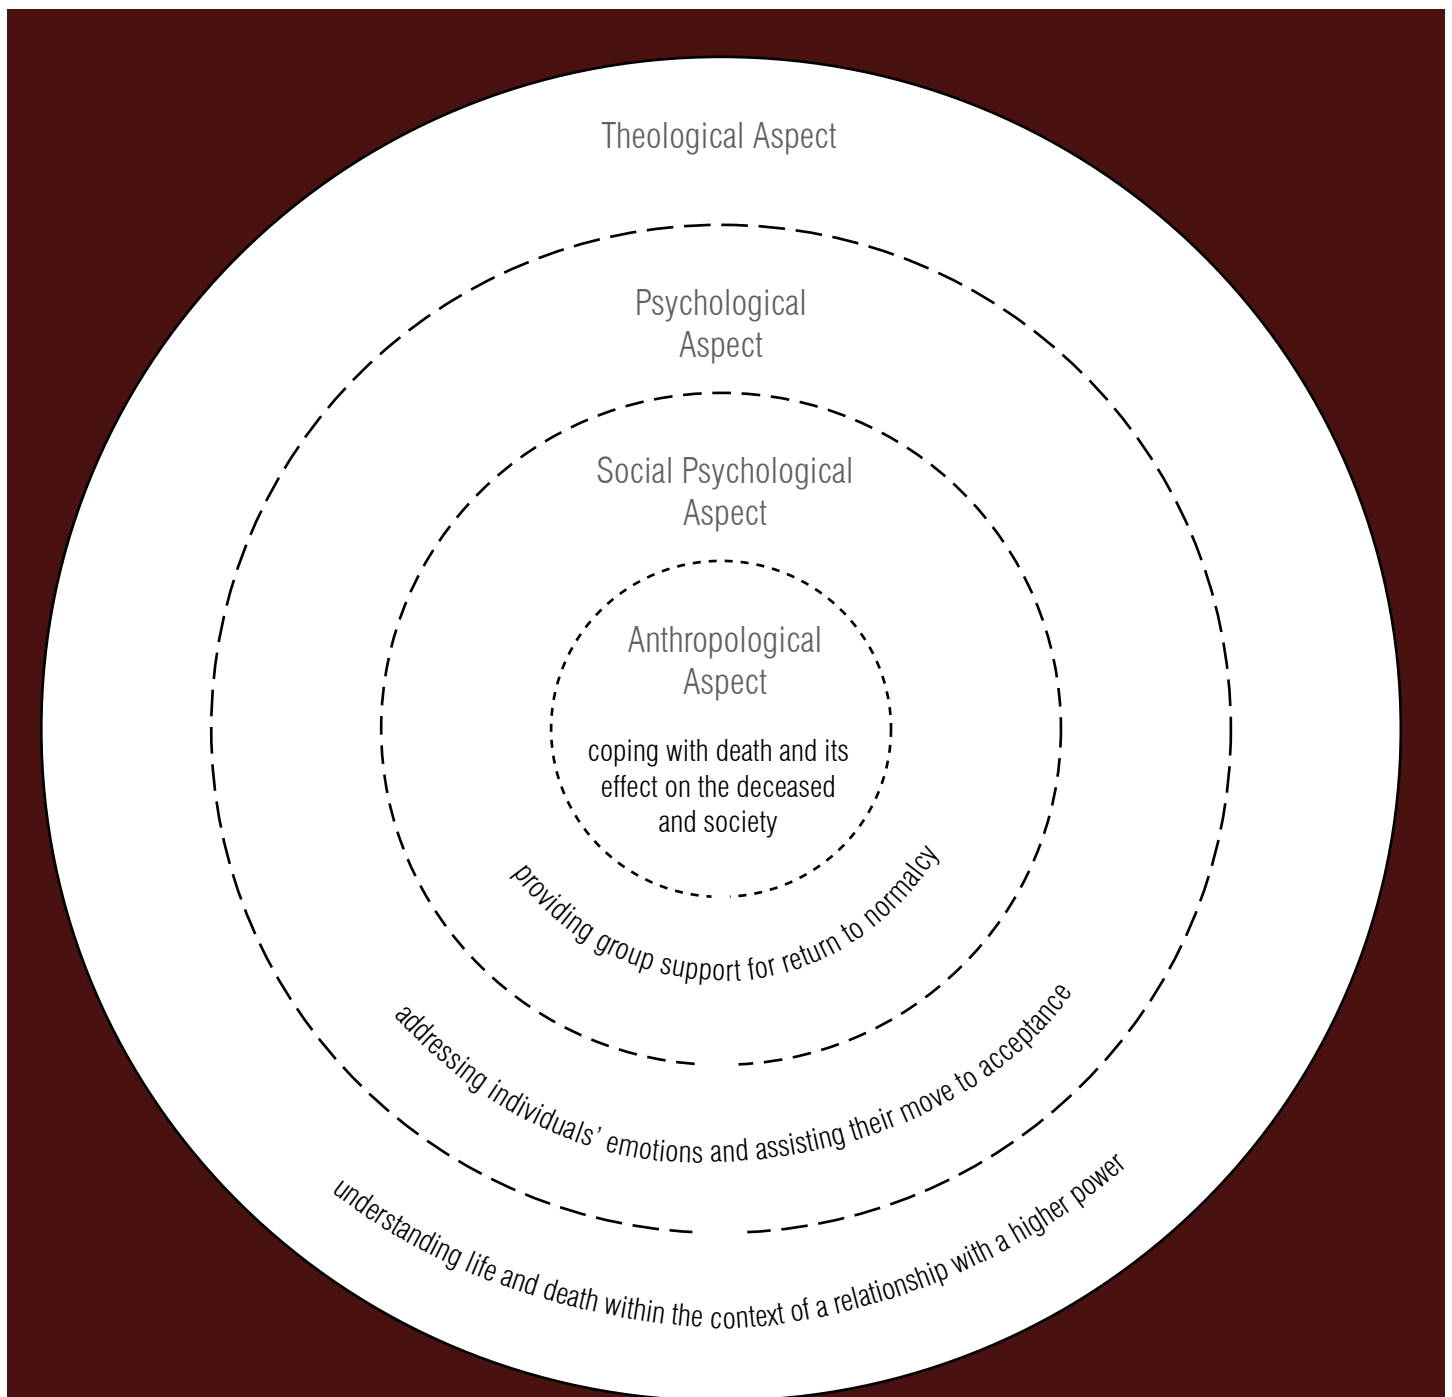 Theological Aspect
Psychological
Aspect
Social Psychological
Aspect
Anthropological
Aspect
coping with death and its
effect on the deceased
and society
providing group support for return to normalcy
addressing individuals’ emotions and assisting their move to acceptance
understanding life and death within the context of a relationship with a higher power